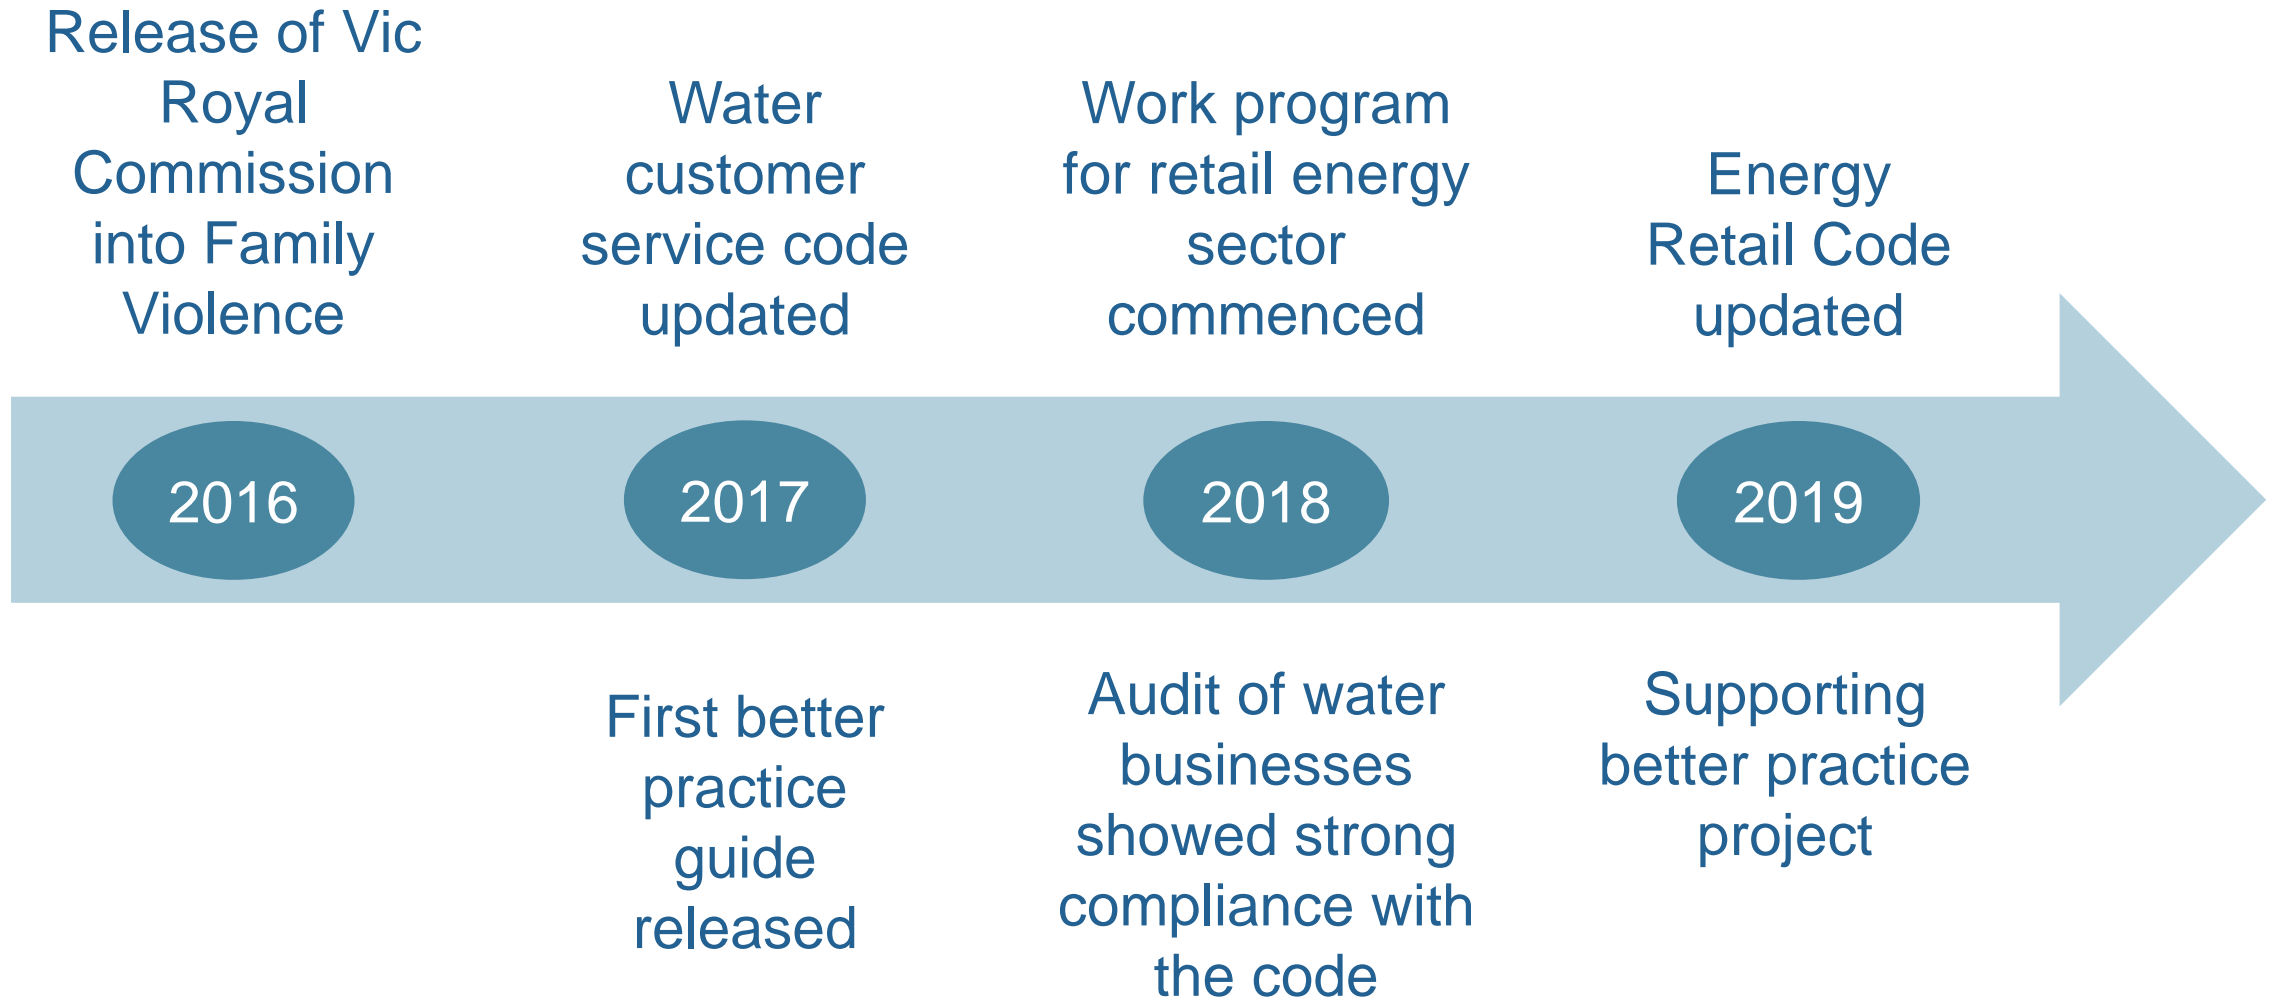 Release of Vic
Royal
Commission
into Family
Violence
Water
customer
service code
updated
Work program
for retail energy
sector
commenced
Energy
Retail Code
updated
2016
2017
2018
2019
First better
practice
guide
released
Audit of water
businesses
showed strong
compliance with
the code
Supporting
better practice
project